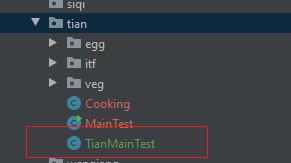 siqi
tian
egg
itf
veg
Cooking
MainTest
TianMainTest